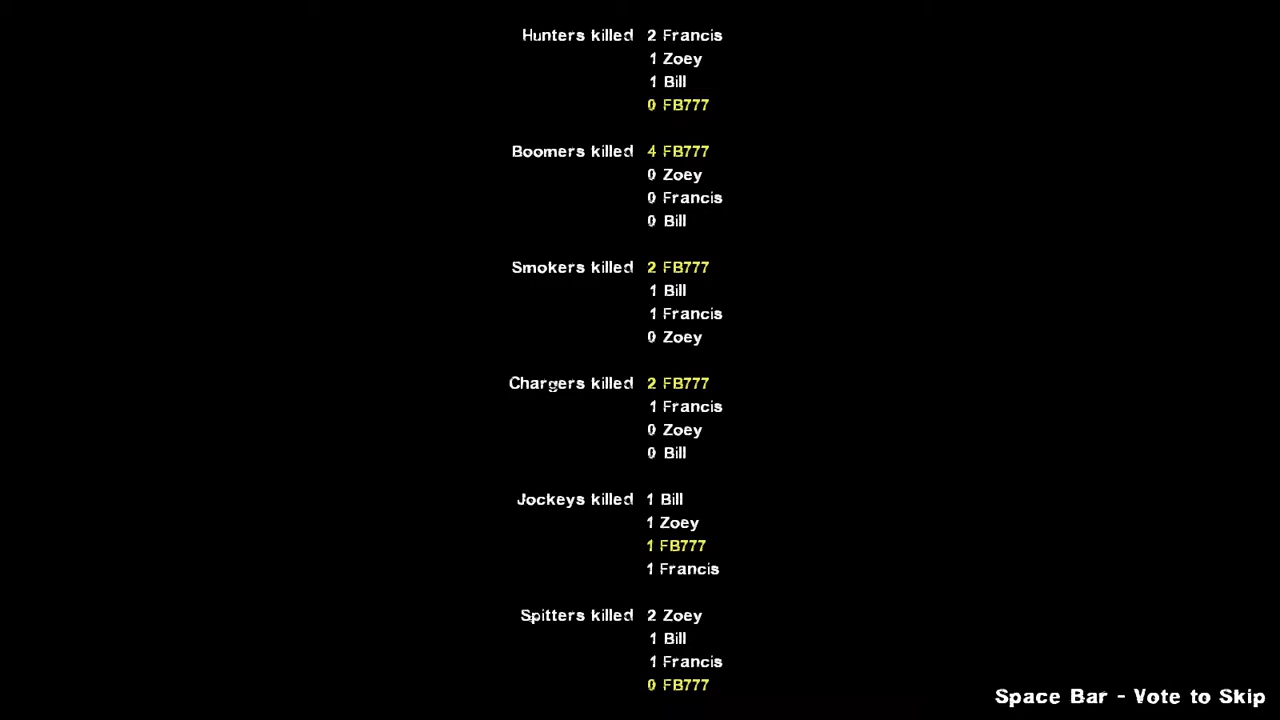 Hunters killed 2 Francis
1 Zoey
1 Bill
0 FB777
Boomers killed 4 FB777
0 Zoey
0 Francis
0 Bill
Smokers killed 2 FB777
1 Bill
1 Francis
0 Zoey
Chargers killed 2 FB777
1 Francis
0 Zoey
0 Bill
Jockeys killed 1 Bill
1 Zoey
1 FB777
1 Francis
Spitters killed 2 Zoey
1 Bill
1 Francis
0 FB777
Space Bar - Vote to Skip